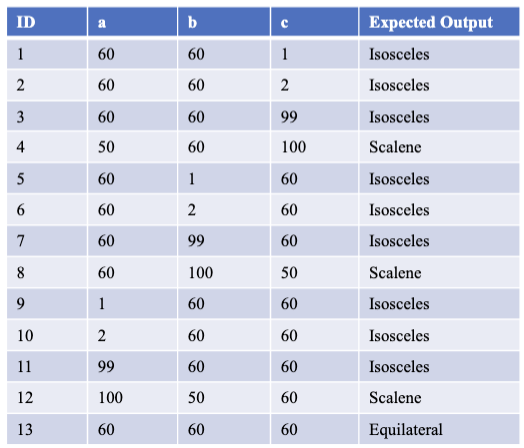 ID a b c Expected Output
1 60 60 1 Isosceles
2 60 60 2 Isosceles
3 60 60 99 Isosceles
4 50 60 100 Scalene
5 60 1 60 Isosceles
6 60 2 60 Isosceles
7 60 99 60 Isosceles
8 60 100 50 Scalene
9 1 60 60 Isosceles
10 2 60 60 Isosceles
11 99 60 60 Isosceles
12 100 50 60 Scalene
13 60 60 60 Equilateral